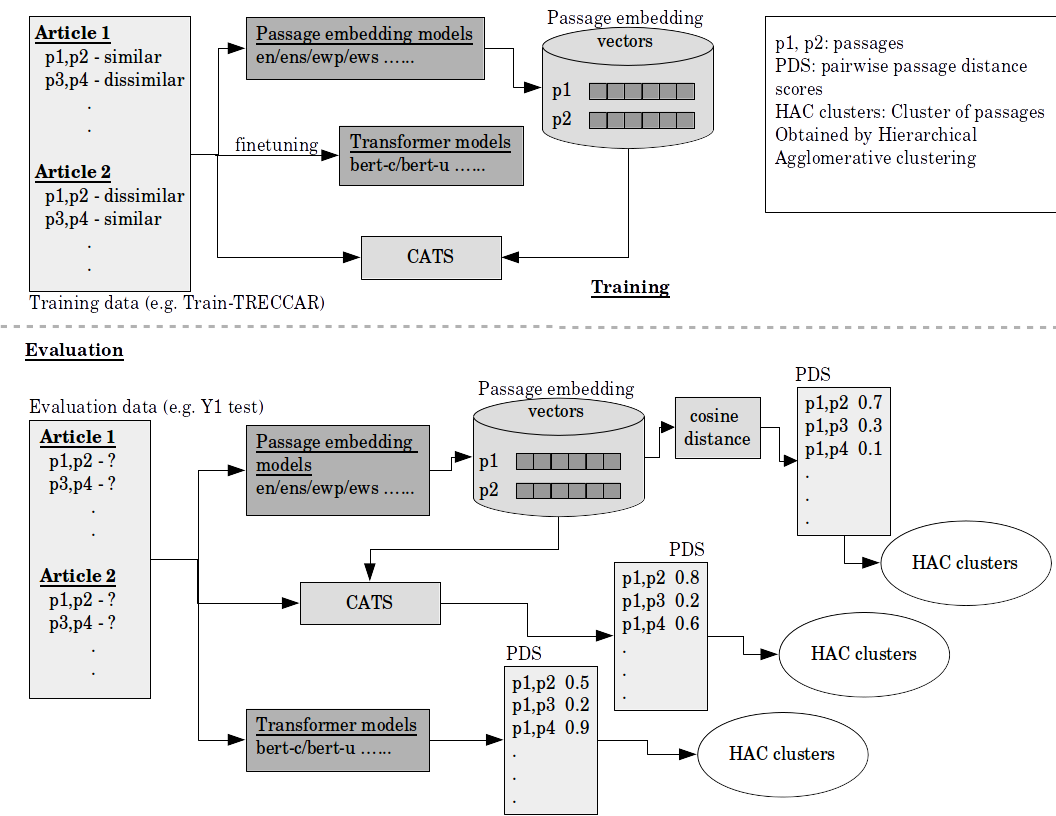 Article 1
p1,p2 - similar
p3,p4 - dissimilar
.
.
Article 2
p1,p2 - dissimilar
p3,p4 - similar
.
.
Training data (e.g. Train-TRECCAR)
Passage embedding models
en/ens/ewp/ews ......
finetuning
Transformer models
bert-c/bert-u ......
CATS
Passage embedding
vectors
p1
p2
Training
p1, p2: passages
PDS: pairwise passage distance
scores
HAC clusters: Cluster of passages
Obtained by Hierarchical
Agglomerative clustering
Evaluation
Evaluation data (e.g. Y1 test)
Article 1
p1,p2 - ?
p3,p4 - ?
.
.
Article 2
p1,p2 - ?
p3,p4 - ?
.
.
Passage embedding
models
en/ens/ewp/ews ......
Passage embedding
vectors
p1
p2
cosine
distance
PDS
p1,p2 0.7
p1,p3 0.3
p1,p4 0.1
.
.
.
HAC clusters
CATS
PDS
p1,p2 0.8
p1,p3 0.2
p1,p4 0.6
.
.
.
HAC clusters
Transformer models
bert-c/bert-u ......
PDS
p1,p2 0.5
p1,p3 0.2
p1,p4 0.9
.
.
.
HAC clusters